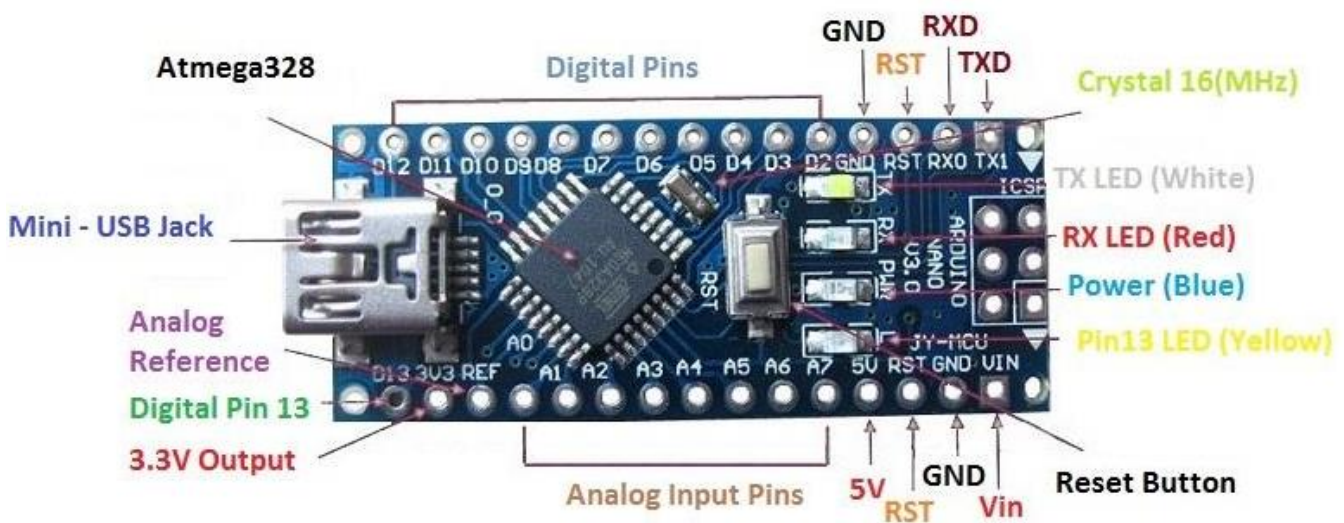 GND
RXD
RST
TXD
Atmega328
Digital Pins
Crystal 16(MHz)
D12 D11 D10 D9 D8 D7 D6 D5 D4 D3 D2 GND RST RX0 TX1
TX
ICSP
TX LED (White)
Mini - USB Jack
RX
RX LED (Red)
ARDUINO
NANO
V3.0
RST
PWR
Power (Blue)
Analog
Reference
A0
L
JY-MCU
Pin13 LED (Yellow)
D13 3V3 REF A1 A2 A3 A4 A5 A6 A7 5V RST GND VIN
Digital Pin 13
3.3V Output
Analog Input Pins
5V
RST
GND
Vin
Reset Button